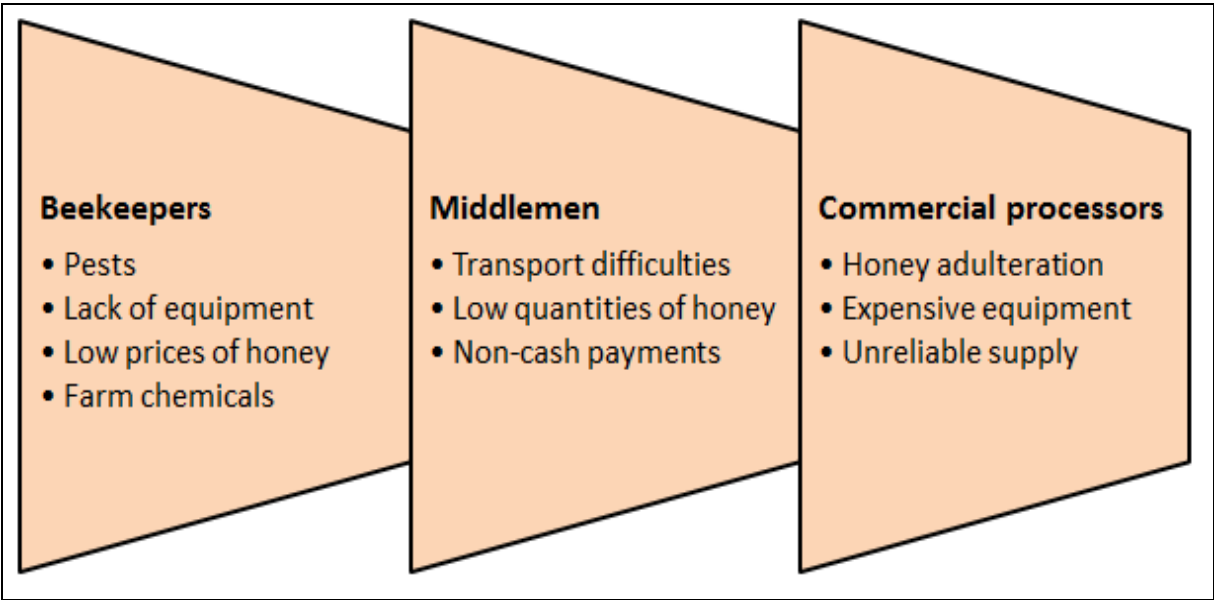 Beekeepers
• Pests
• Lack of equipment
• Low prices of honey
• Farm chemicals
Middlemen
• Transport difficulties
• Low quantities of honey
• Non-cash payments
Commercial processors
• Honey adulteration
• Expensive equipment
• Unreliable supply